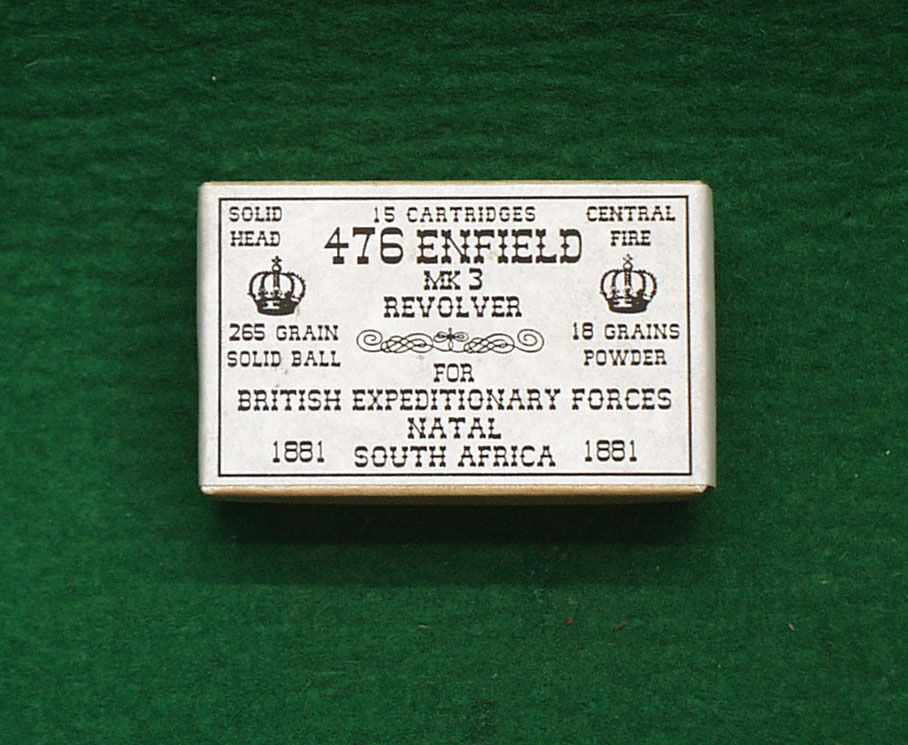 SOLID HEAD
15 CARTRIDGES
CENTRAL FIRE
476 ENFIELD
MK 3
REVOLVER
265 GRAIN
SOLID BALL
18 GRAINS
POWDER
FOR
BRITISH EXPEDITIONARY FORCES
NATAL
1881 SOUTH AFRICA 1881